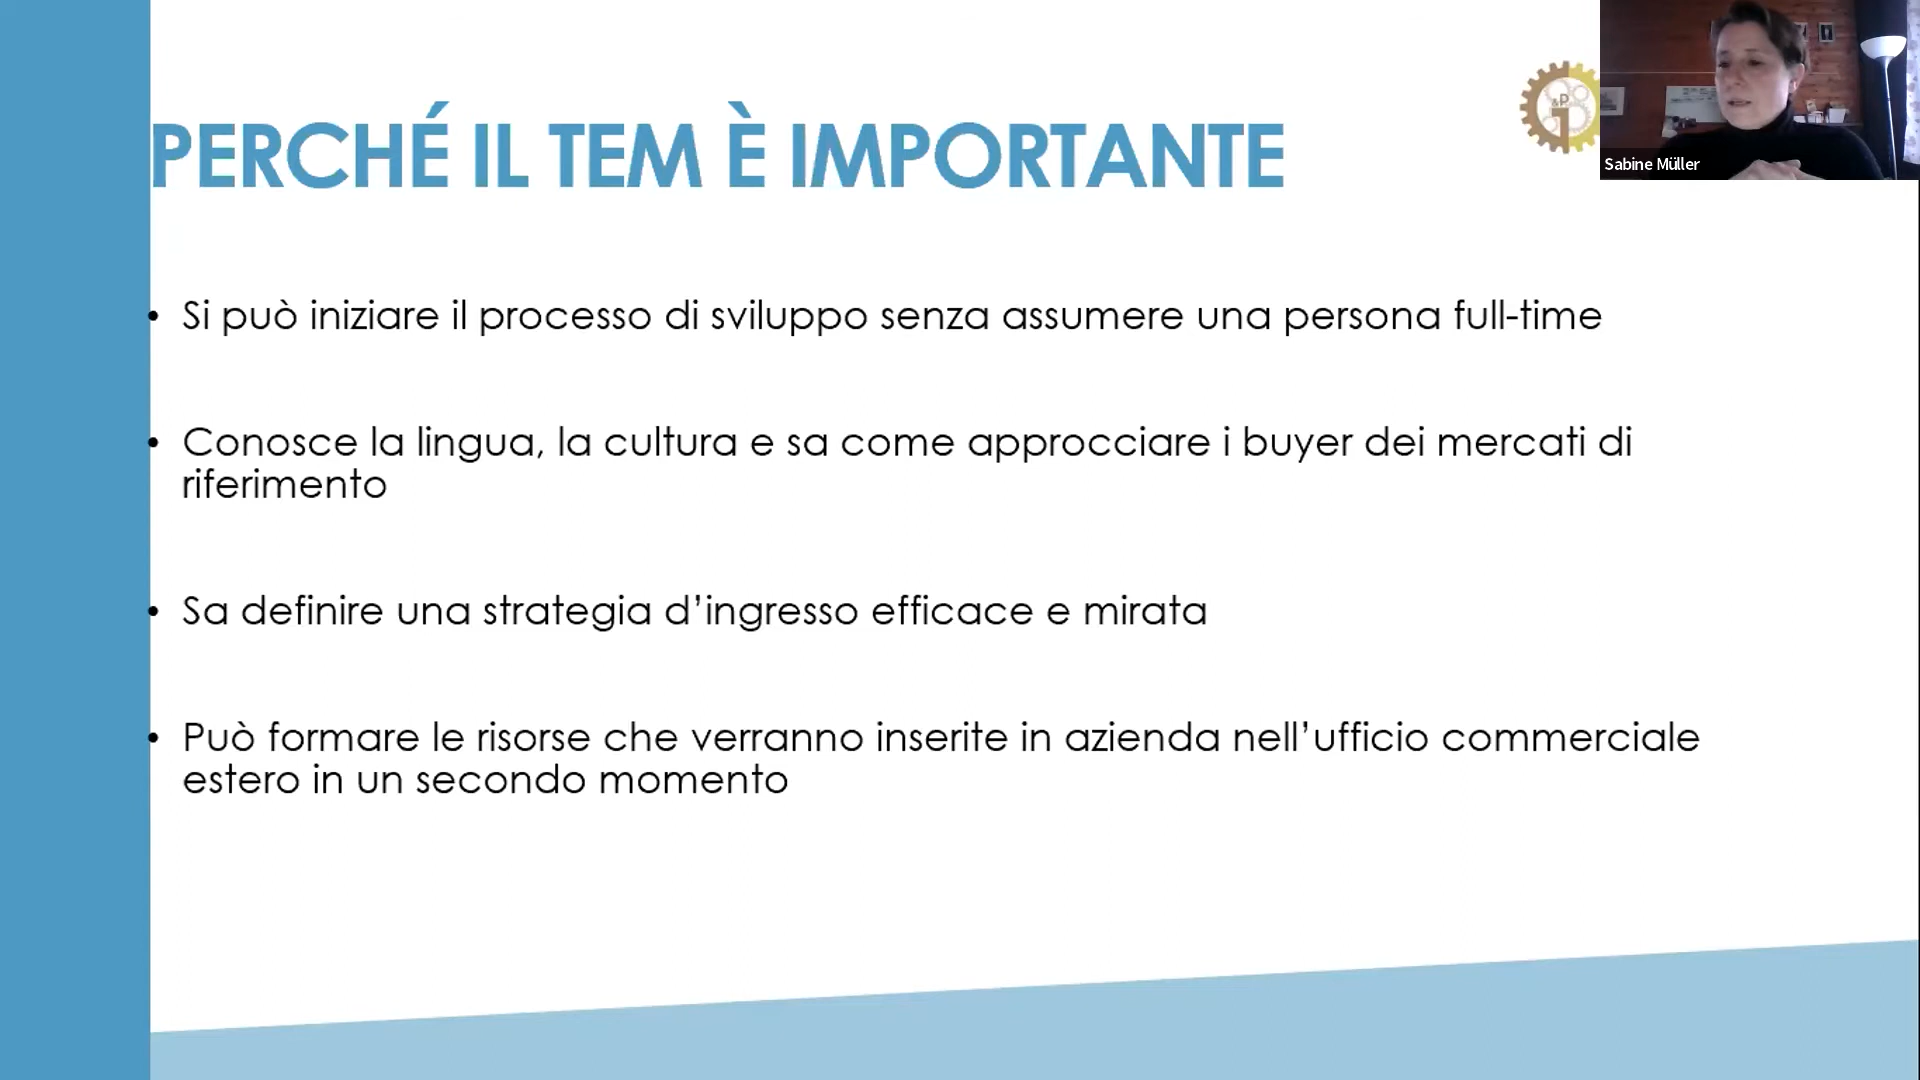 PERCHÉ IL TEM È IMPORTANTE
&P
Sabine Müller
• Si può iniziare il processo di sviluppo senza assumere una persona full-time
• Conosce la lingua, la cultura e sa come approcciare i buyer dei mercati di
riferimento
• Sa definire una strategia d’ingresso efficace e mirata
• Può formare le risorse che verranno inserite in azienda nell’ufficio commerciale
estero in un secondo momento